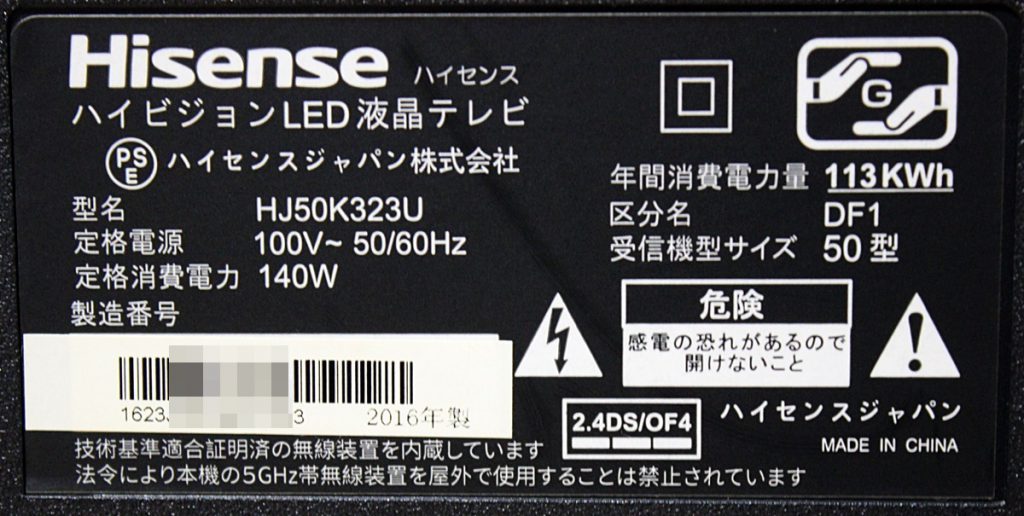 Hisense ハイセンス
ハイビジョンLED液晶テレビ
PSE ハイセンスジャパン株式会社
型名 HJ50K323U
定格電源 100V~ 50/60Hz
定格消費電力 140W
製造番号
1623 3 2016年製
G
年間消費電力量 113KWh
区分名 DF1
受信機型サイズ 50型
危険
感電の恐れがあるので
開けないこと
2.4DS/OF4
ハイセンスジャパン
MADE IN CHINA
技術基準適合証明済の無線装置を内蔵しています
法令により本機の5GHz帯無線装置を屋外で使用することは禁止されています